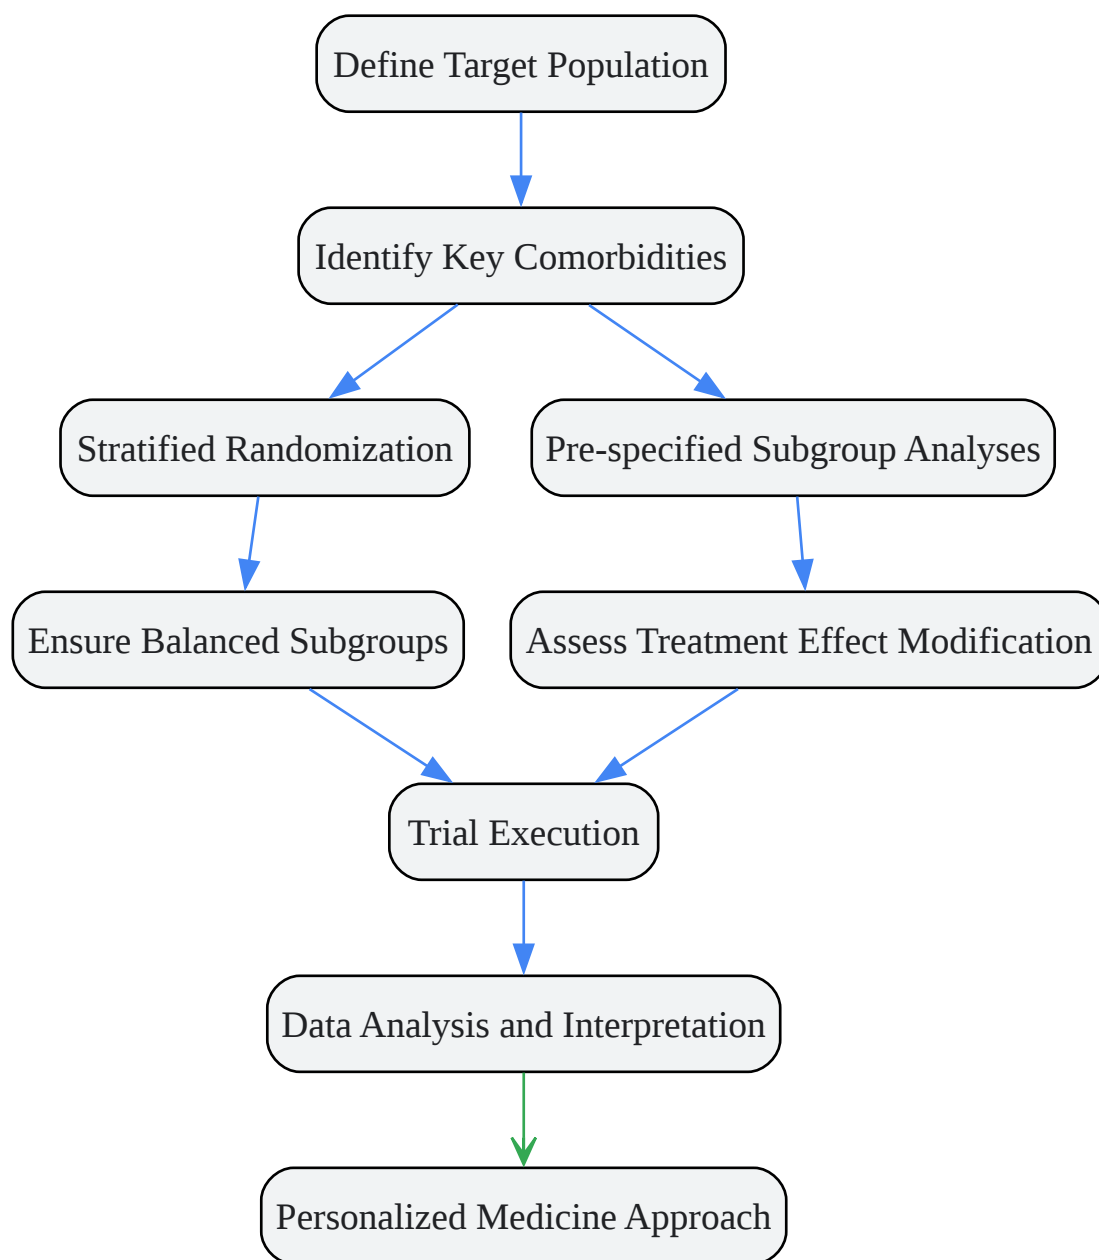 Define Target Population
Identify Key Comorbidities
Stratified Randomization
Pre-specified Subgroup Analyses
Ensure Balanced Subgroups
Assess Treatment Effect Modification
Trial Execution
Data Analysis and Interpretation
Personalized Medicine Approach